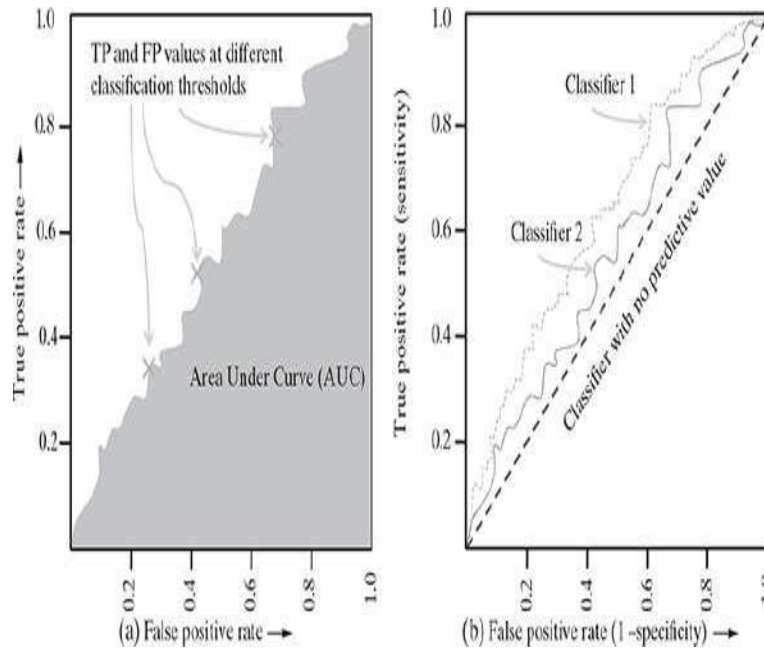 1.0
TP and FP values at different
classification thresholds
0.8
0.6
0.4
0.2
True positive rate
Area Under Curve (AUC)
0.2
0.4
0.6
0.8
1.0
(a) False positive rate
1.0
Classifier 1
0.8
0.6
Classifier 2
0.4
0.2
True positive rate (sensitivity)
Classifier with no predictive value
0.2
0.4
0.6
0.8
1.0
(b) False positive rate (1 –specificity)